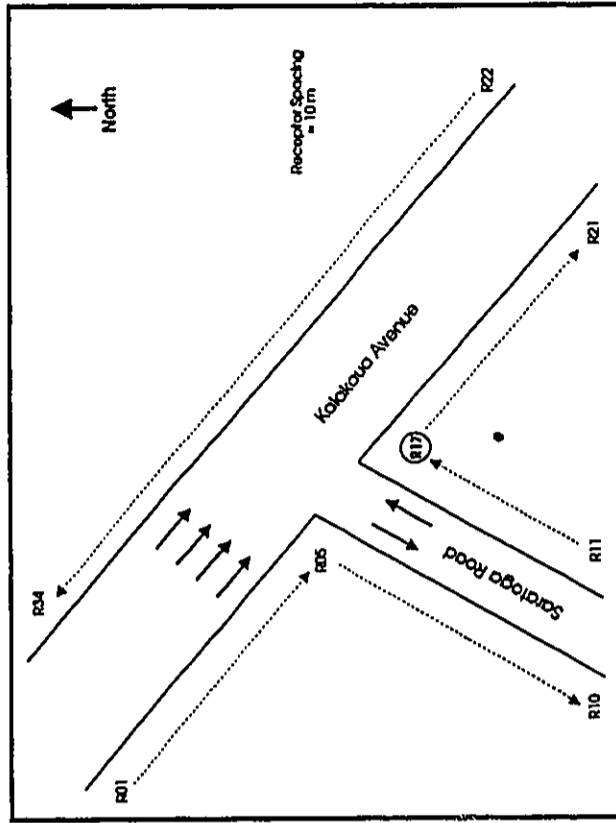 North
R34
Receptor Spacing
= 10 m
R22
Kalakaua Avenue
R01
R05
R17
R21
Saratoga Road
R11
R10